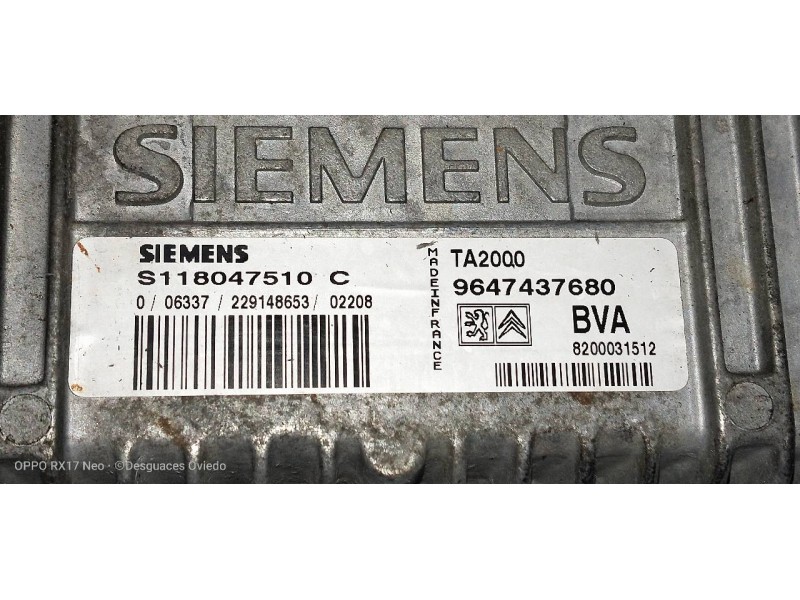 SIEMENS
SIEMENS
S118047510 C
0 / 06337 / 229148653 / 02208
MADEINFRANCE
TA2000
9647437680
BVA
8200031512
OPPO RX17 Neo · ©Desguaces Oviedo